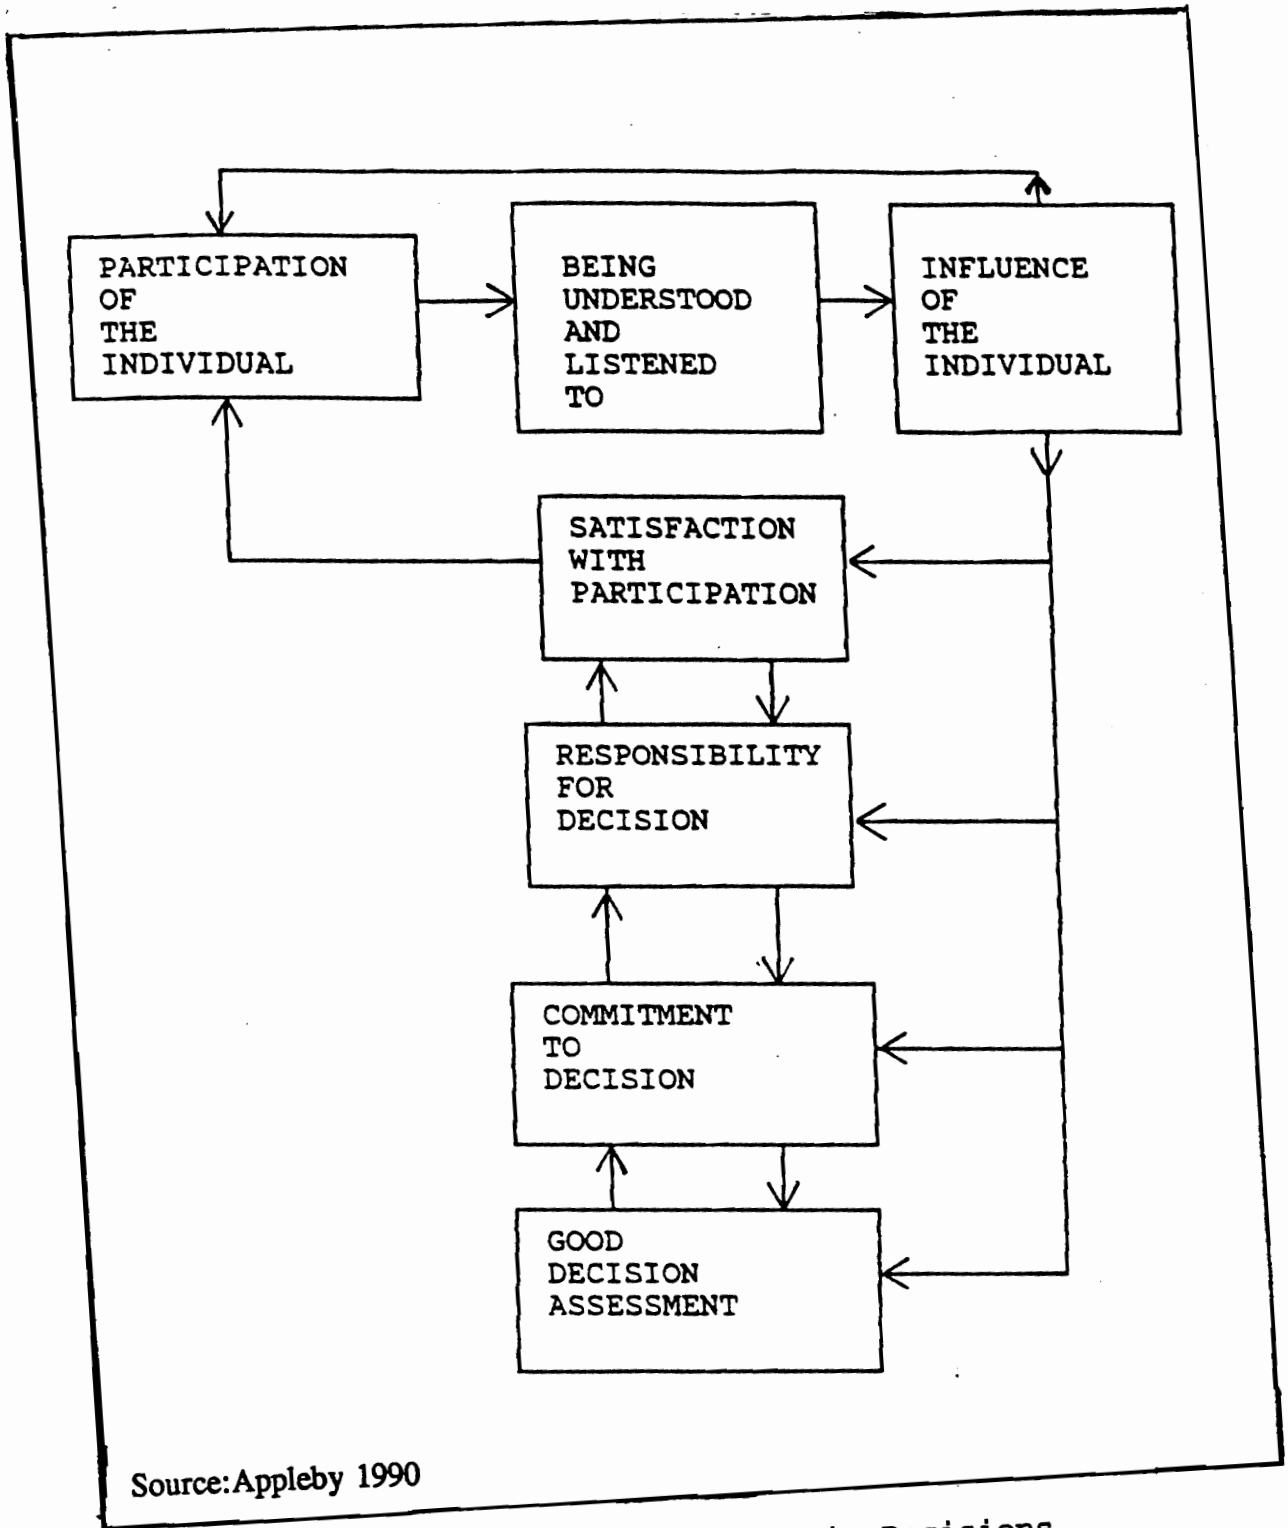 PARTICIPATION
OF
THE
INDIVIDUAL
BEING
UNDERSTOOD
AND
LISTENED
TO
INFLUENCE
OF
THE
INDIVIDUAL
SATISFACTION
WITH
PARTICIPATION
RESPONSIBILITY
FOR
DECISION
COMMITMENT
TO
DECISION
GOOD
DECISION
ASSESSMENT
Source:Appleby 1990
Decisions